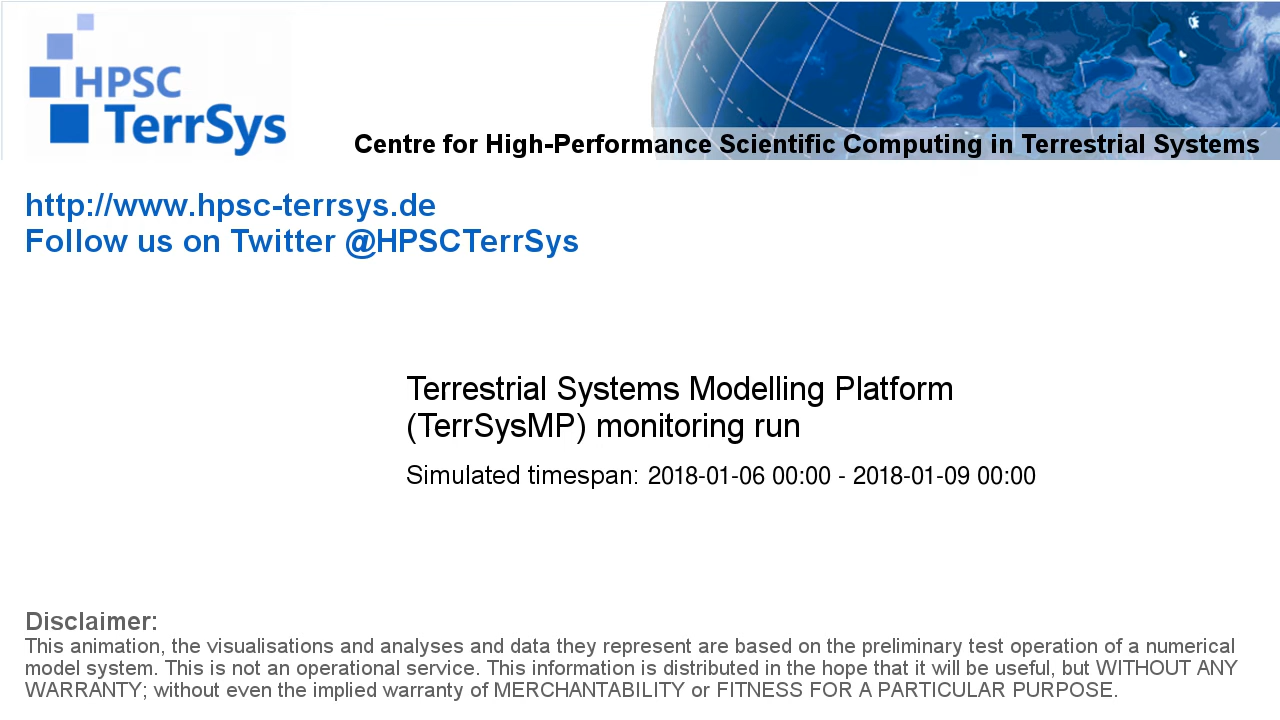 HPSC
TerrSys
Centre for High-Performance Scientific Computing in Terrestrial Systems
http://www.hpsc-terrsys.de
Follow us on Twitter @HPSCTerrSys
Terrestrial Systems Modelling Platform
(TerrSysMP) monitoring run
Simulated timespan: 2018-01-06 00:00 - 2018-01-09 00:00
Disclaimer:
This animation, the visualisations and analyses and data they represent are based on the preliminary test operation of a numerical
model system. This is not an operational service. This information is distributed in the hope that it will be useful, but WITHOUT ANY
WARRANTY; without even the implied warranty of MERCHANTABILITY or FITNESS FOR A PARTICULAR PURPOSE.